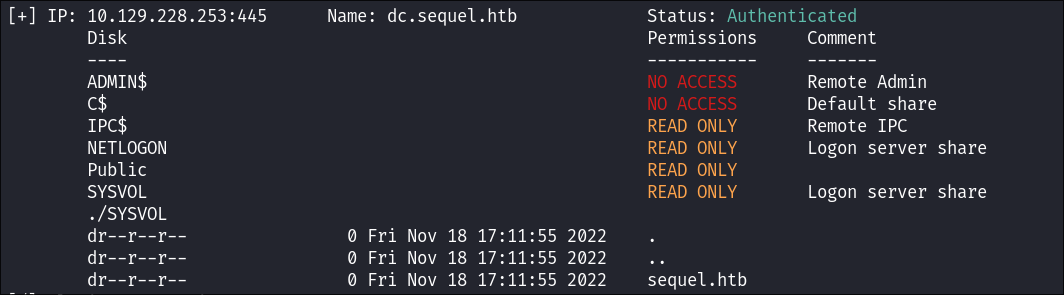 [+] IP: 10.129.228.253:445 Name: dc.sequel.htb Status: Authenticated
Disk Permissions Comment
---- ----------- -------
ADMIN$ NO ACCESS Remote Admin
C$ NO ACCESS Default share
IPC$ READ ONLY Remote IPC
NETLOGON READ ONLY Logon server share
Public READ ONLY
SYSVOL READ ONLY Logon server share
./SYSVOL
dr--r--r-- 0 Fri Nov 18 17:11:55 2022 .
dr--r--r-- 0 Fri Nov 18 17:11:55 2022 ..
dr--r--r-- 0 Fri Nov 18 17:11:55 2022 sequel.htb